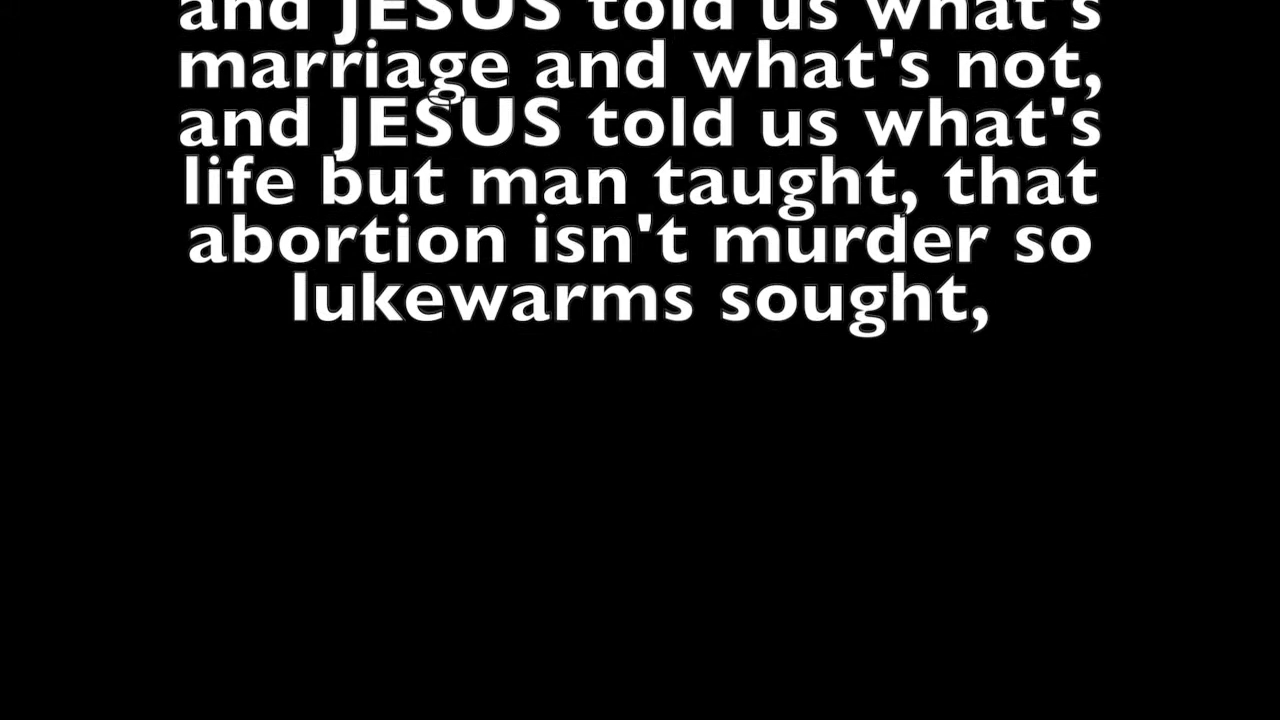 and JESUS told us what's
marriage and what's not,
and JESUS told us what's
life but man taught, that
abortion isn't murder so
lukewarms sought,